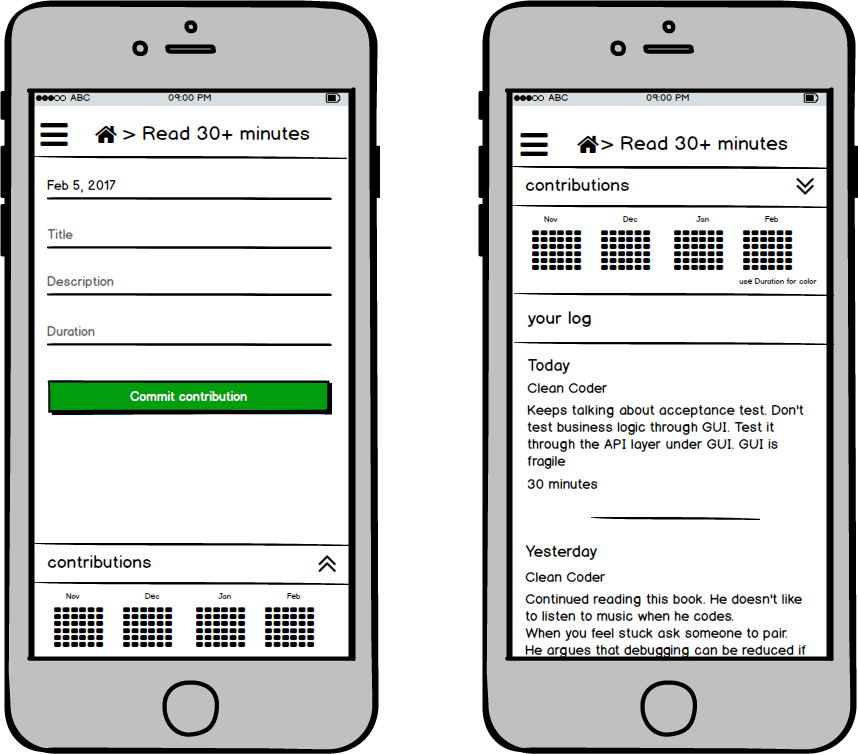 ABC 09:00 PM
> Read 30+ minutes
Feb 5, 2017
Title
Description
Duration
Commit contribution
contributions
Nov Dec Jan Feb
ABC 09:00 PM
> Read 30+ minutes
contributions
Nov Dec Jan Feb
use Duration for color
your log
Today
Clean Coder
Keeps talking about acceptance test. Don't
test business logic through GUI. Test it
through the API layer under GUI. GUI is
fragile
30 minutes
Yesterday
Clean Coder
Continued reading this book. He doesn't like
to listen to music when he codes.
When you feel stuck ask someone to pair.
He argues that debugging can be reduced if